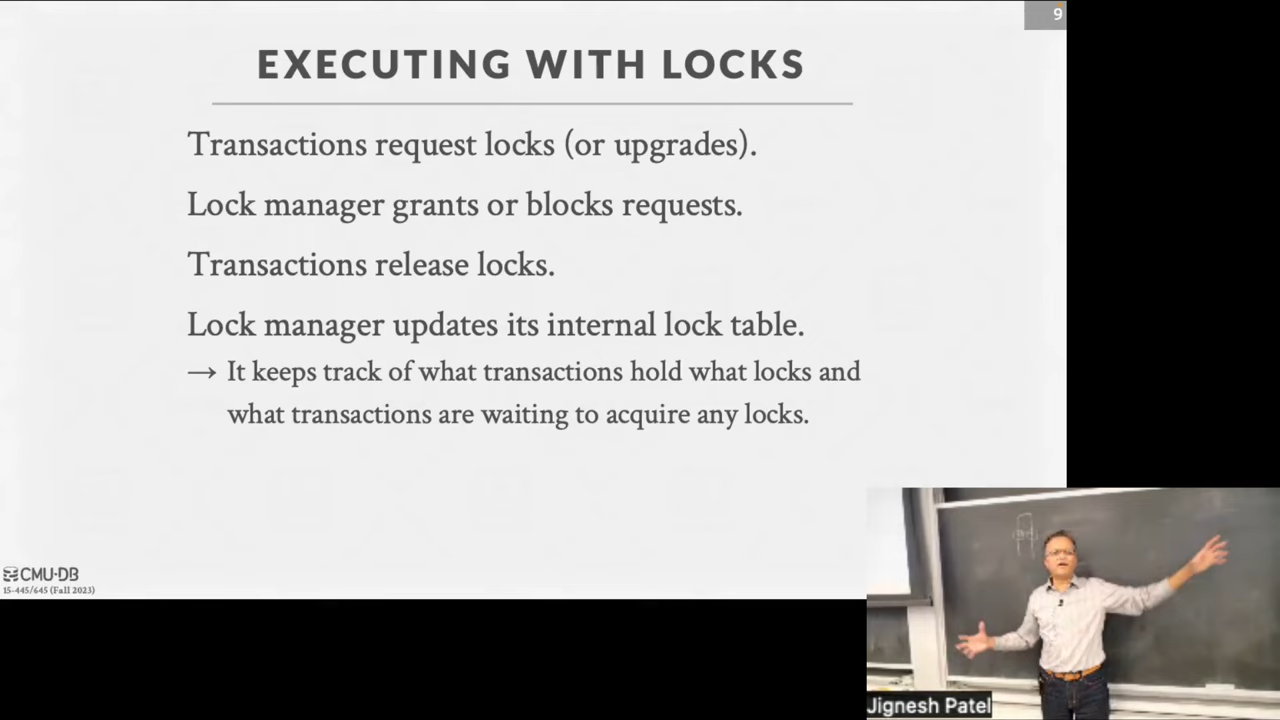 9
EXECUTING WITH LOCKS
Transactions request locks (or upgrades).
Lock manager grants or blocks requests.
Transactions release locks.
Lock manager updates its internal lock table.
→ It keeps track of what transactions hold what locks and
what transactions are waiting to acquire any locks.
CMU·DB
15-445/645 (Fall 2023)
Jignesh Patel